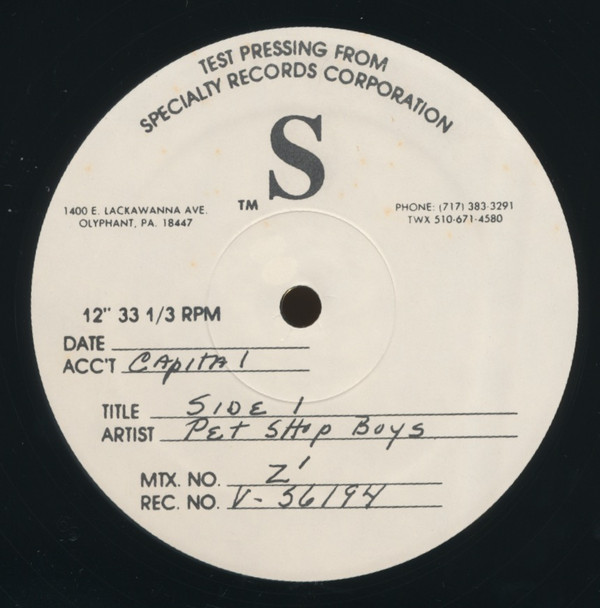 TEST PRESSING FROM
SPECIALTY RECORDS CORPORATION
S
TM
1400 E. LACKAWANNA AVE.
OLYPHANT, PA. 18447
PHONE: (717) 383-3291
TWX 510-671-4580
12" 33 1/3 RPM
DATE
ACC'T CApITAl
TITLE SIDE 1
ARTIST PEt SHop Boys
MTX. NO. Z'
REC. NO. V-56194